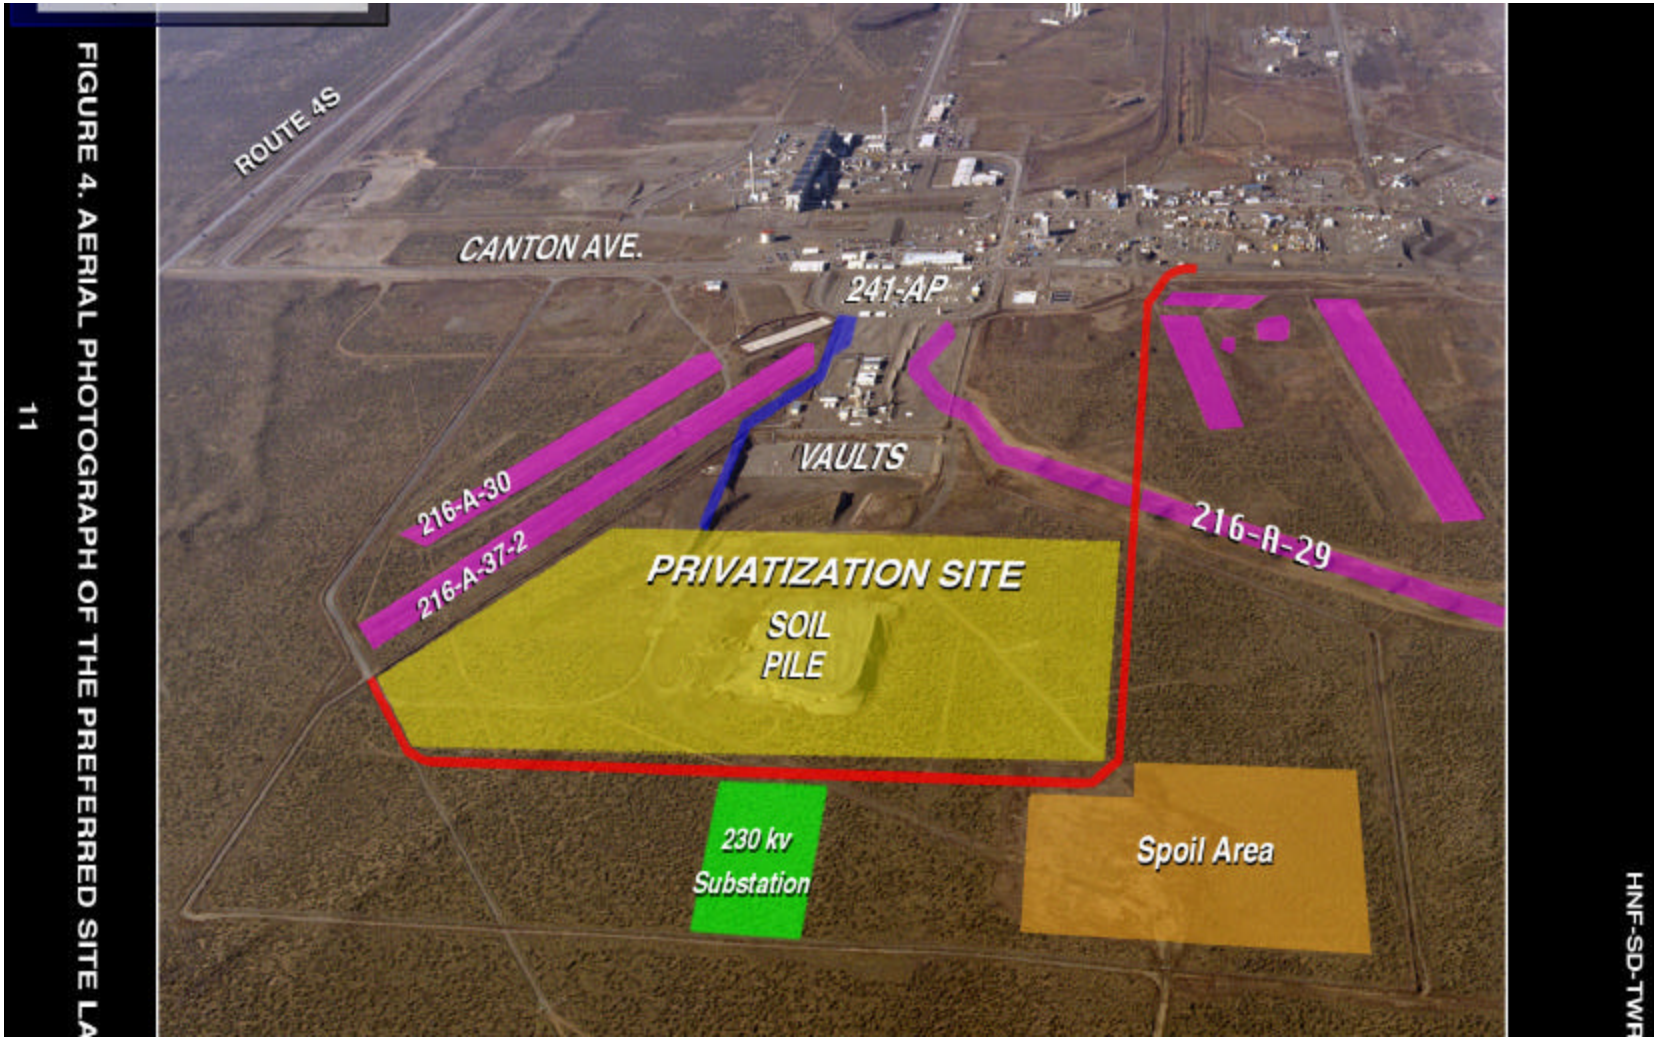 FIGURE 4. AERIAL PHOTOGRAPH OF THE PREFERRED SITE LA
11
ROUTE 4S
CANTON AVE.
241-AP
VAULTS
216-A-30
216-A-37-2
216-A-29
PRIVATIZATION SITE
SOIL
PILE
230 kv
Substation
Spoil Area
HNF-SD-TWR